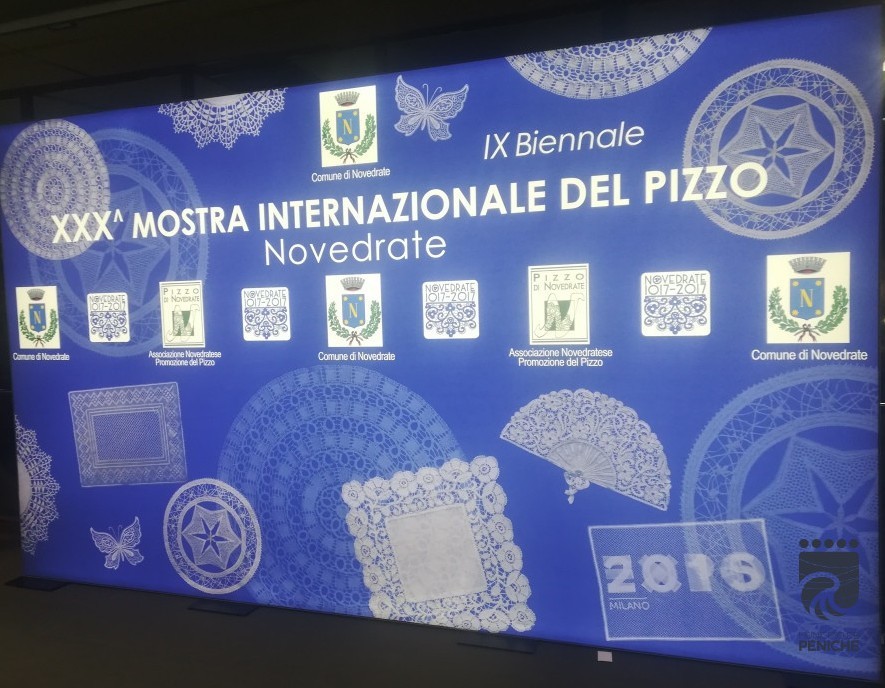 Comune di Novedrate
IX Biennale
XXX^ MOSTRA INTERNAZIONALE DEL PIZZO
Novedrate
N
Comune di Novedrate
NOVEDRATE
1017-2017
PIZZO
DI NOVEDRATE
Associazione Novedratese
Promozione del Pizzo
NOVEDRATE
1017-2017
N
Comune di Novedrate
NOVEDRATE
1017-2017
PIZZO
DI NOVEDRATE
Associazione Novedratese
Promozione del Pizzo
NOVEDRATE
1017-2017
N
Comune di Novedrate
MILANO
PENICHE